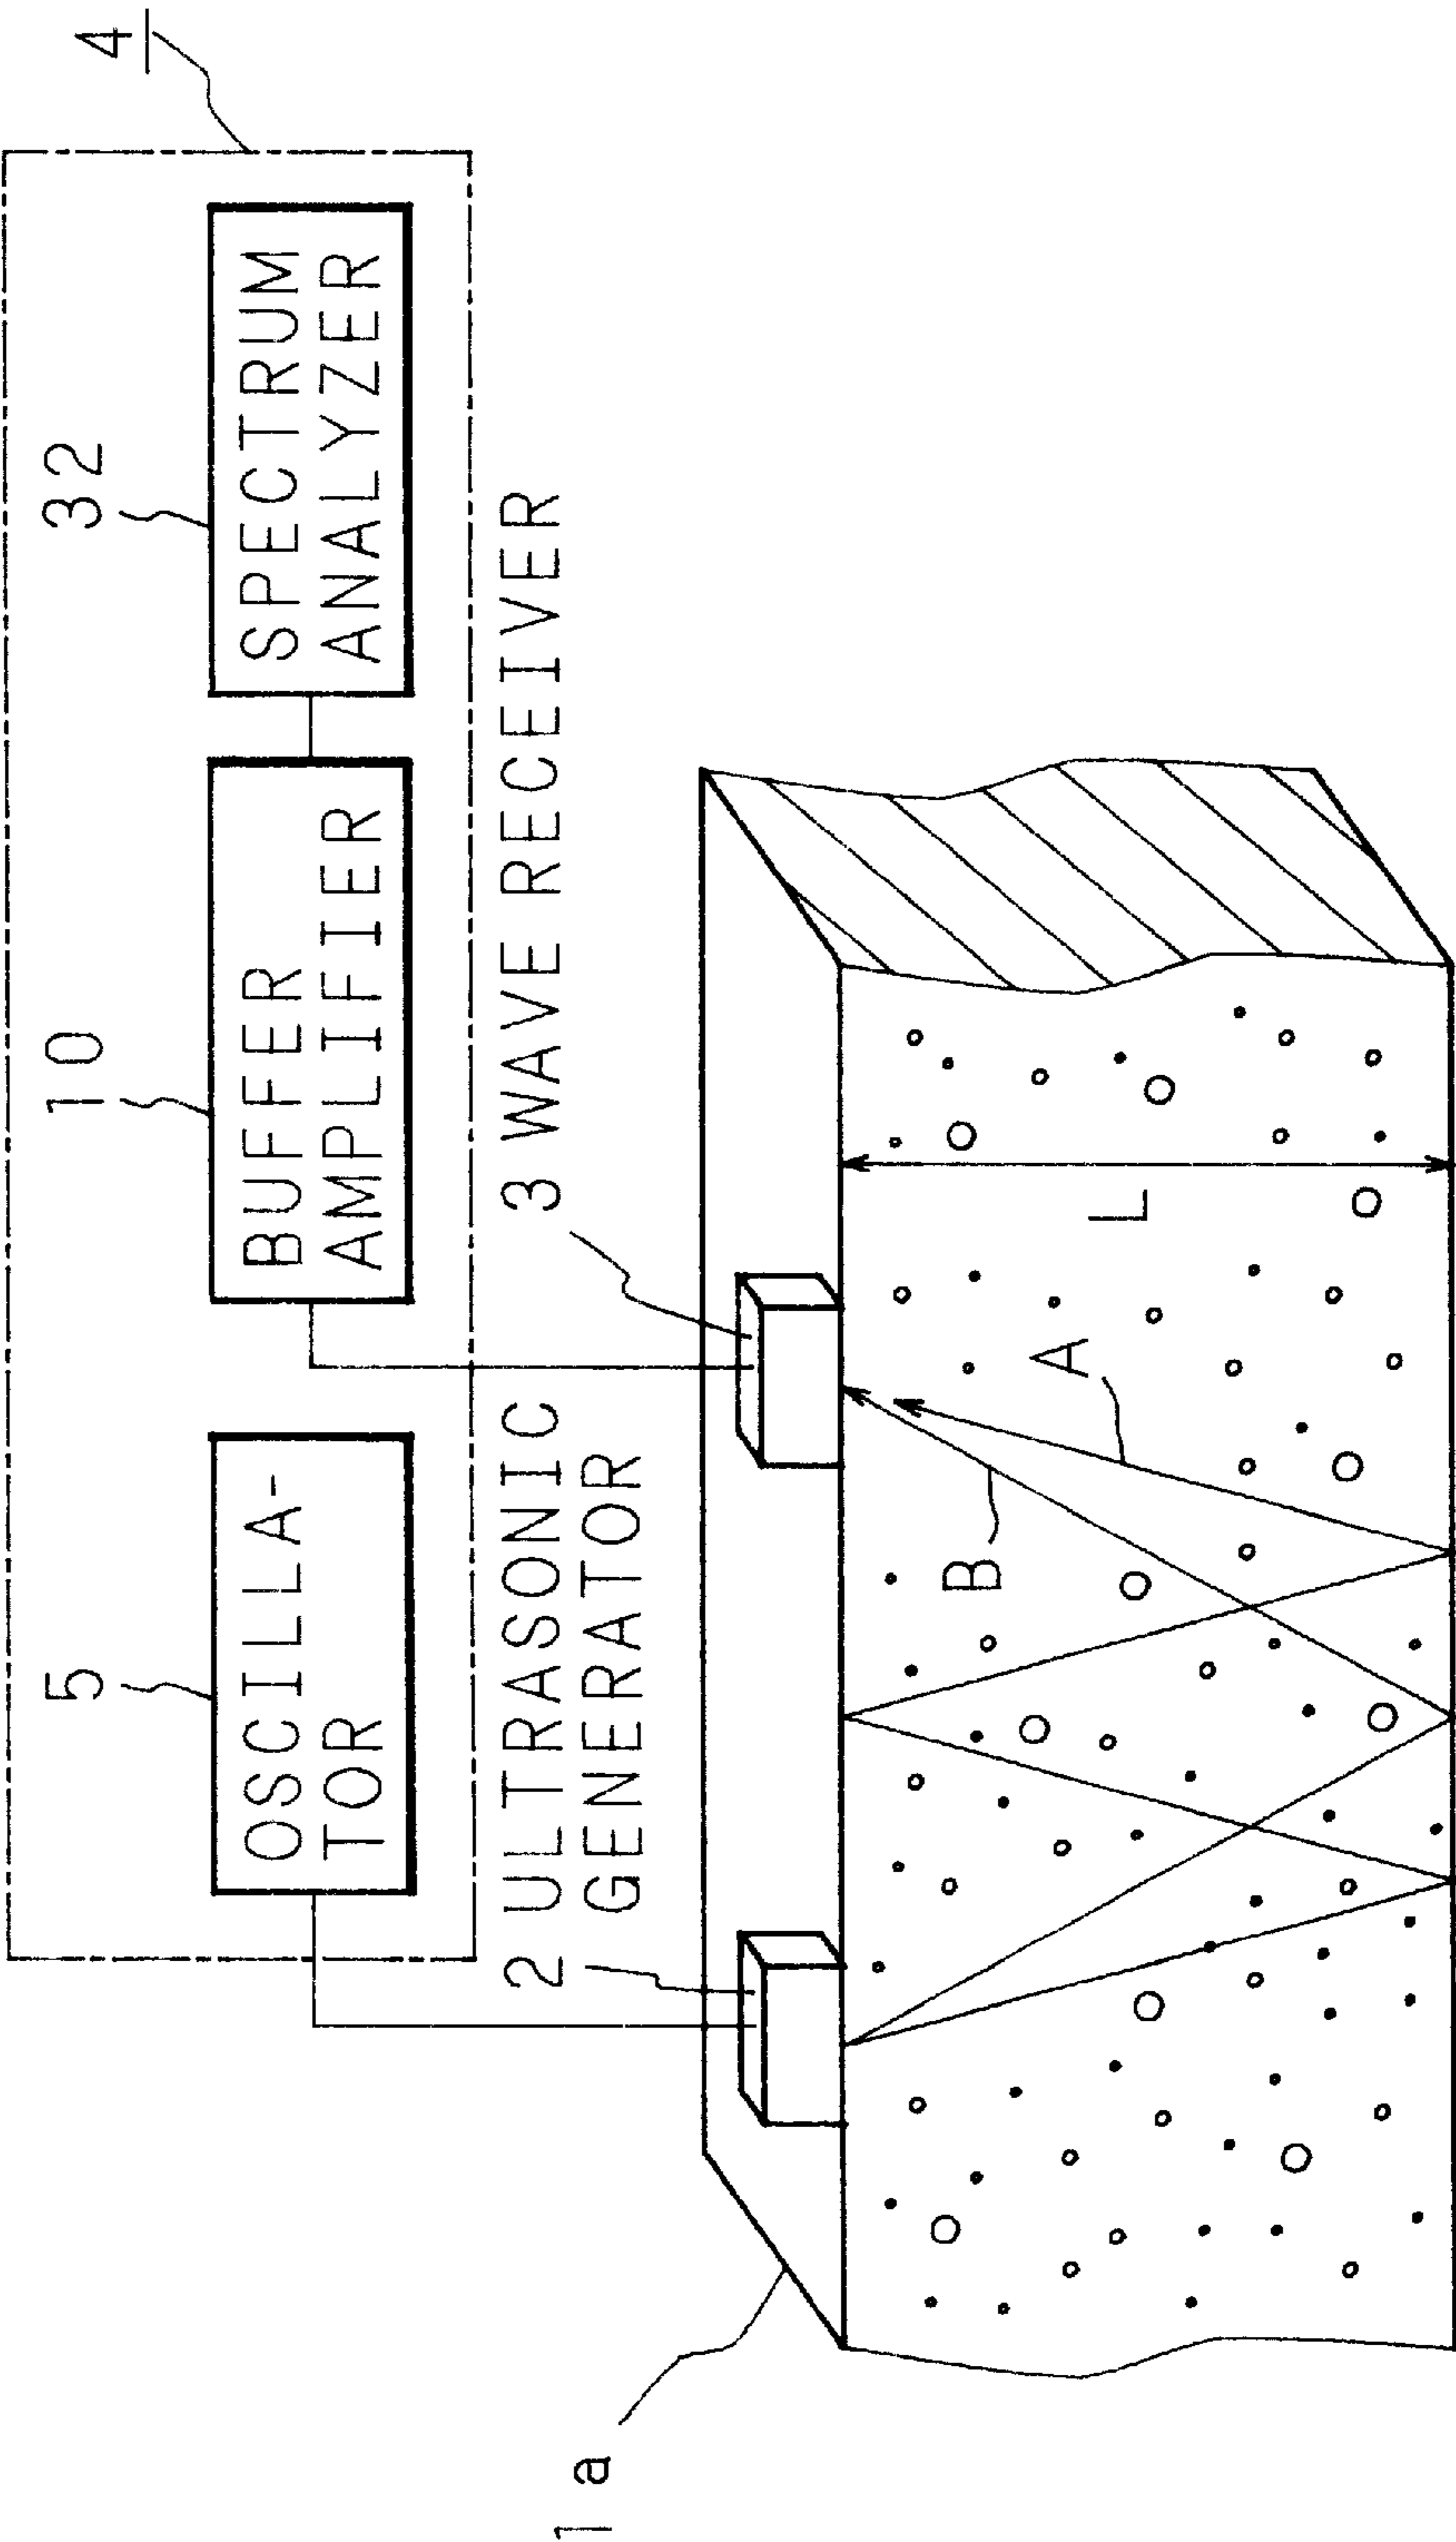 4
5
10
32
OSCILLA-
TOR
BUFFER
AMPLIFIER
SPECTRUM
ANALYZER
2 ULTRASONIC
GENERATOR
3 WAVE RECEIVER
1a
B
A
L